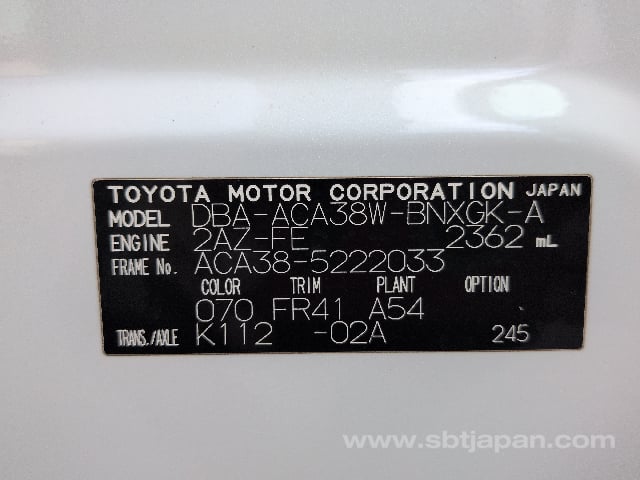 TOYOTA MOTOR CORPORATION JAPAN
MODEL DBA-ACA38W-BNXGK-A
ENGINE 2AZ-FE 2362 mL
FRAME No. ACA38-5222033
COLOR TRIM PLANT OPTION
070 FR41 A54
TRANS./AXLE K112 -02A 245
www.sbtjapan.com